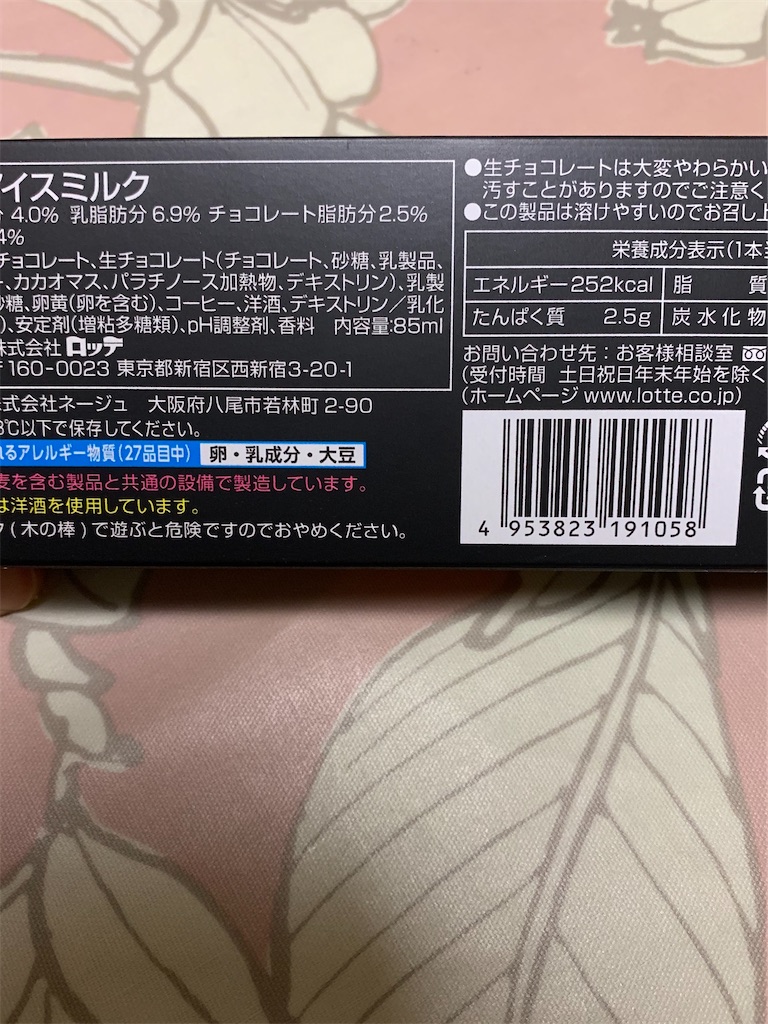 アイスミルク
分 4.0% 乳脂肪分 6.9% チョコレート脂肪分2.5%
4%
チョコレート、生チョコレート(チョコレート、砂糖、乳製品、
ー、カカオマス、パラチノース加熱物、デキストリン)、乳製
砂糖、卵黄(卵を含む)、コーヒー、洋酒、デキストリン／乳化
)、安定剤(増粘多糖類)、pH調整剤、香料 内容量:85ml
株式会社 ロッテ
〒160-0023 東京都新宿区西新宿3-20-1
株式会社ネージュ 大阪府八尾市若林町 2-90
8℃以下で保存してください。
れるアレルギー物質(27品目中) 卵・乳成分・大豆
麦を含む製品と共通の設備で製造しています。
は洋酒を使用しています。
ク(木の棒)で遊ぶと危険ですのでおやめください。
●生チョコレートは大変やわらかい
汚すことがありますのでご注意く
●この製品は溶けやすいのでお召し上
栄養成分表示(1本当
エネルギー 252kcal 脂 質
たんぱく質 2.5g 炭水化物
お問い合わせ先：お客様相談室
(受付時間 土日祝日年末年始を除く
(ホームページ www.lotte.co.jp)
4 953823 191058